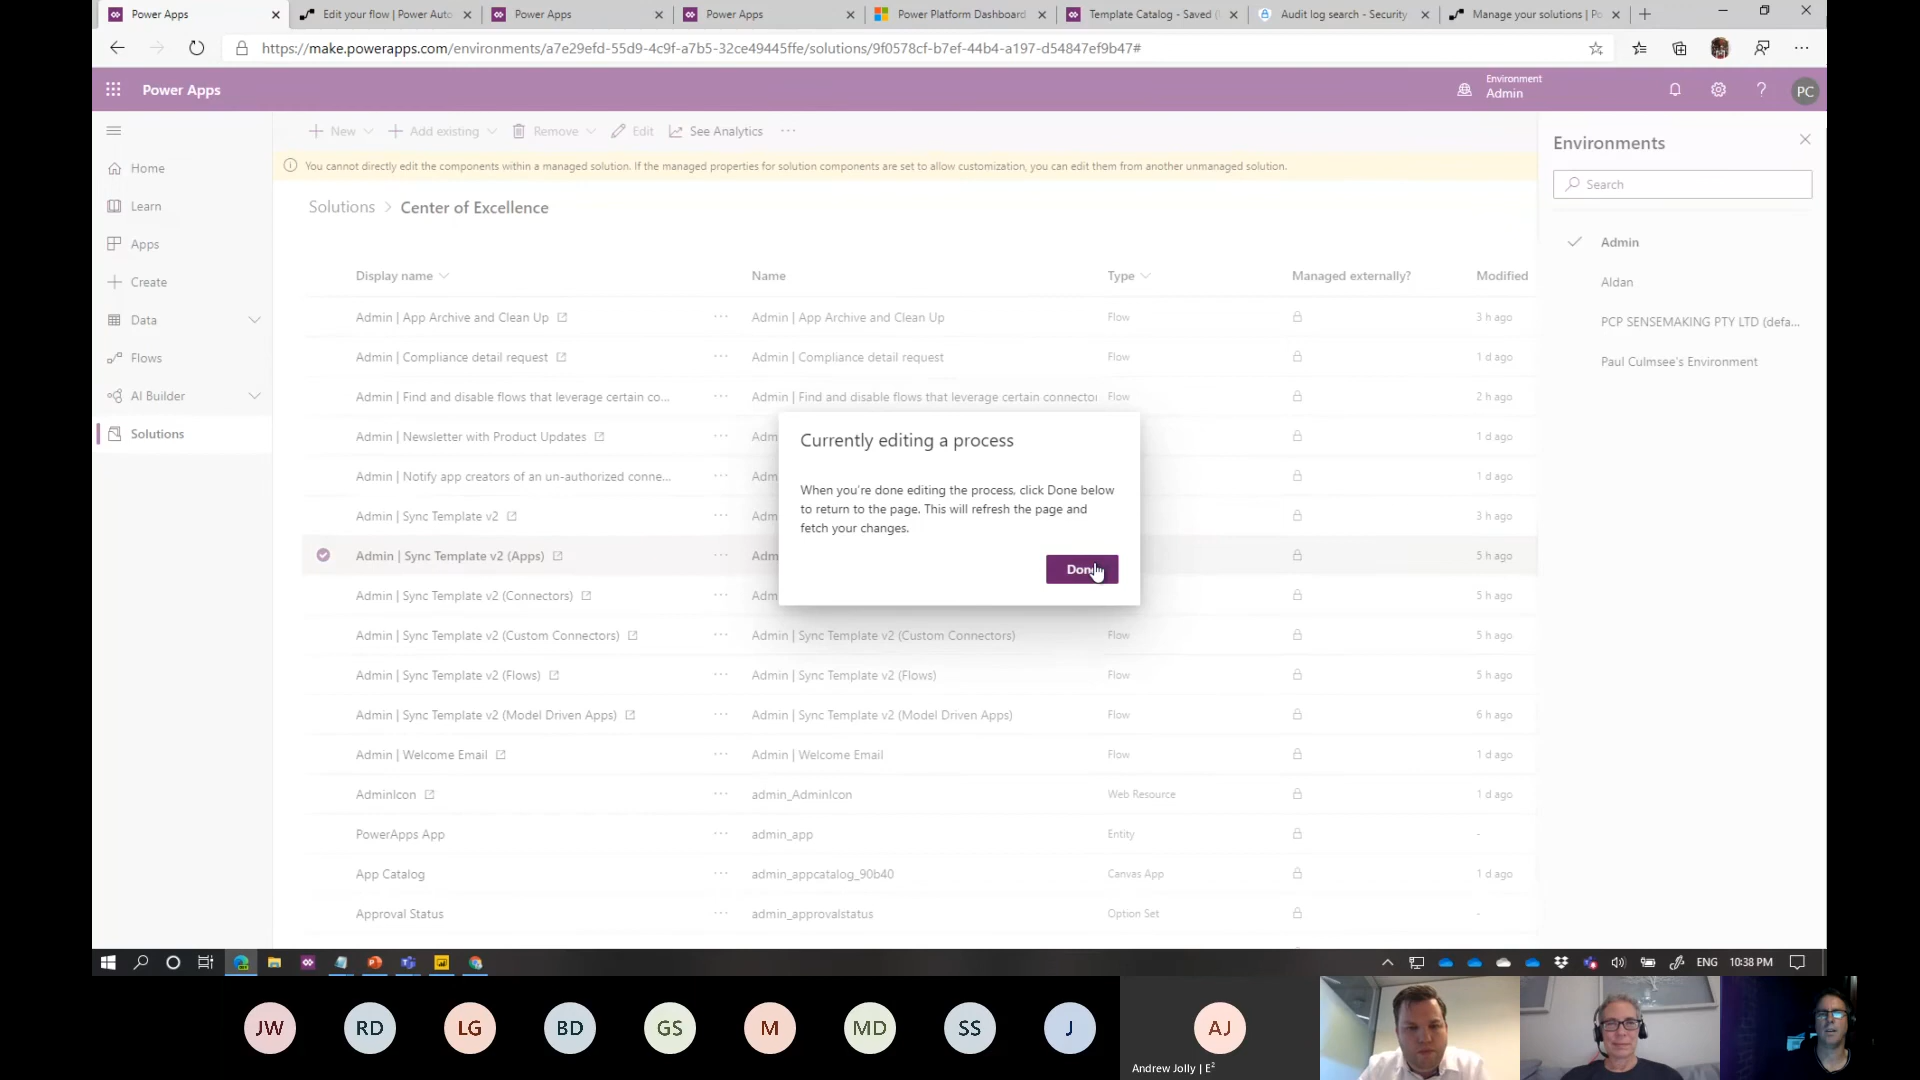 Power Apps
Edit your flow | Power Auto
Power Apps
Power Apps
Power Platform Dashboard
Template Catalog - Saved (
Audit log search - Security
Manage your solutions | Po
https://make.powerapps.com/environments/a7e29efd-55d9-4c9f-a7b5-32ce49445ffe/solutions/9f0578cf-b7ef-44b4-a197-d54847ef9b47#
Power Apps
Environment
Admin
PC
New
Add existing
Remove
Edit
See Analytics
You cannot directly edit the components within a managed solution. If the managed properties for solution components are set to allow customization, you can edit them from another unmanaged solution.
Home
Learn
Apps
Create
Data
Flows
AI Builder
Solutions
Solutions > Center of Excellence
Display name Name Type Managed externally? Modified
Admin | App Archive and Clean Up Admin | App Archive and Clean Up Flow 3 h ago
Admin | Compliance detail request Admin | Compliance detail request Flow 1 d ago
Admin | Find and disable flows that leverage certain co... Admin | Find and disable flows that leverage certain connector Flow 2 h ago
Admin | Newsletter with Product Updates Adm 1 d ago
Admin | Notify app creators of an un-authorized conne... Adm 1 d ago
Admin | Sync Template v2 Adm 3 h ago
Admin | Sync Template v2 (Apps) Adm 5 h ago
Admin | Sync Template v2 (Connectors) Adm 5 h ago
Admin | Sync Template v2 (Custom Connectors) Admin | Sync Template v2 (Custom Connectors) Flow 5 h ago
Admin | Sync Template v2 (Flows) Admin | Sync Template v2 (Flows) Flow 5 h ago
Admin | Sync Template v2 (Model Driven Apps) Admin | Sync Template v2 (Model Driven Apps) Flow 6 h ago
Admin | Welcome Email Admin | Welcome Email Flow 1 d ago
AdminIcon admin_AdminIcon Web Resource 1 d ago
PowerApps App admin_app Entity -
App Catalog admin_appcatalog_90b40 Canvas App 1 d ago
Approval Status admin_approvalstatus Option Set -
Currently editing a process
When you're done editing the process, click Done below
to return to the page. This will refresh the page and
fetch your changes.
Done
Environments
Search
Admin
Aldan
PCP SENSEMAKING PTY LTD (defa...
Paul Culmsee's Environment
ENG 10:38 PM
JW
RD
LG
BD
GS
M
MD
SS
J
AJ
Andrew Jolly | E²